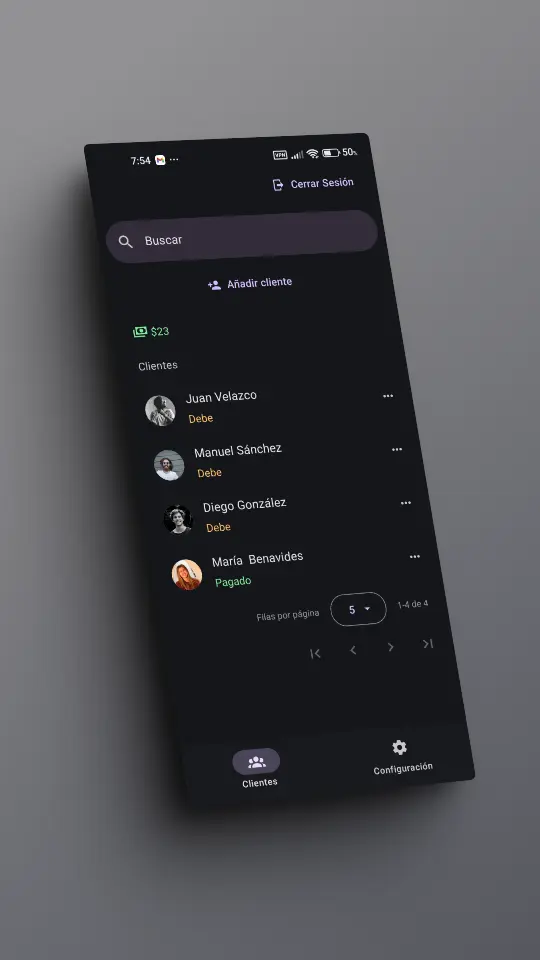 7:54 ... VPN 50%
Cerrar Sesión
Buscar
Añadir cliente
$23
Clientes
Juan Velazco
Debe
Manuel Sánchez
Debe
Diego González
Debe
María Benavides
Pagado
Filas por página 5 1-4 de 4
Clientes Configuración